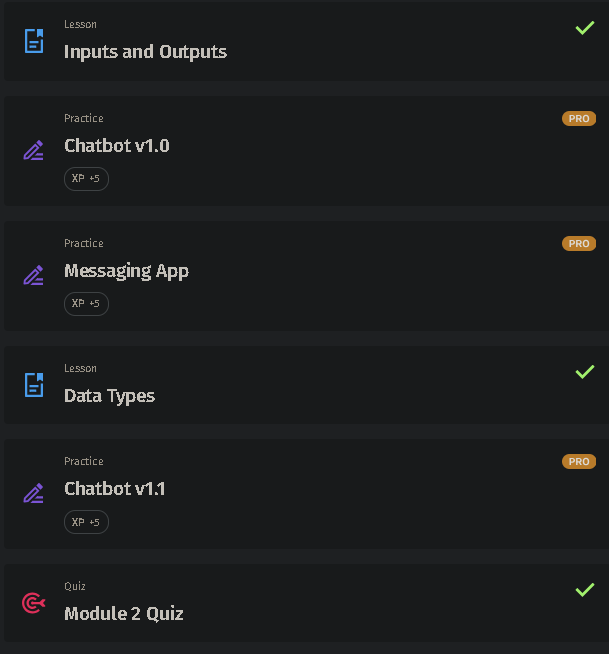 Lesson
Inputs and Outputs
Practice
PRO
Chatbot v1.0
XP +5
Practice
PRO
Messaging App
XP +5
Lesson
Data Types
Practice
PRO
Chatbot v1.1
XP +5
Quiz
Module 2 Quiz